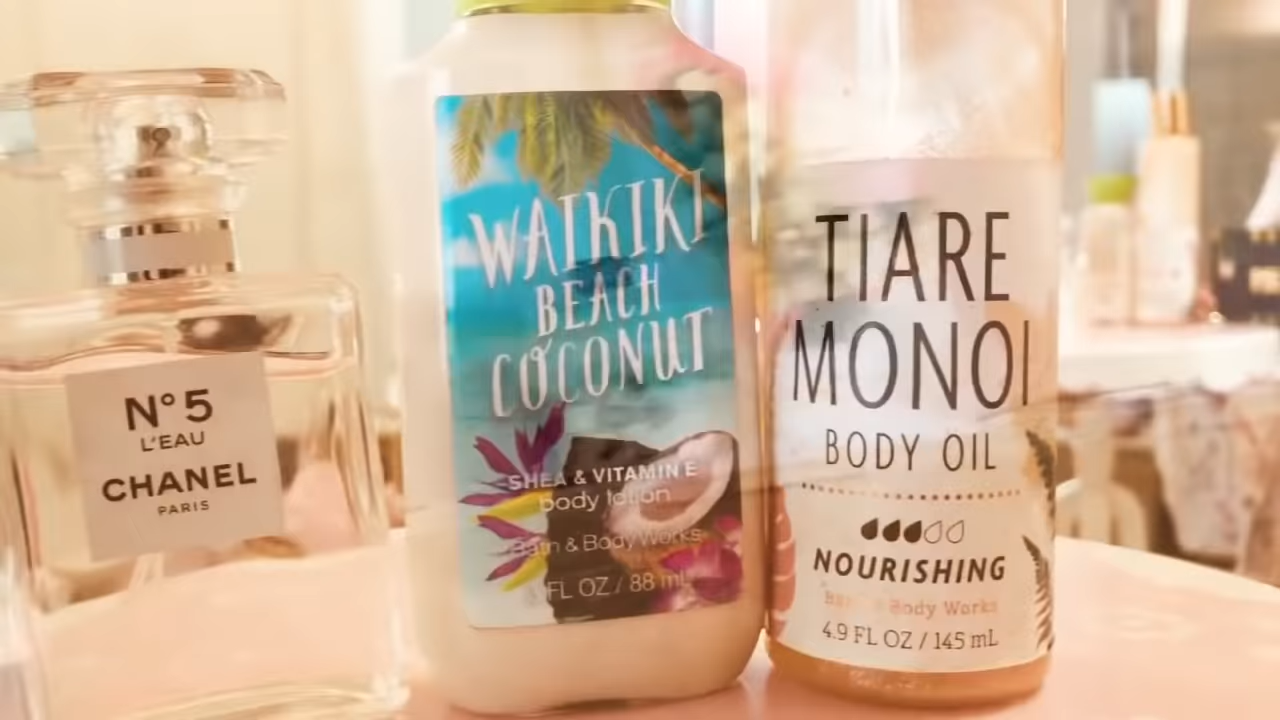 N°5
L'EAU
CHANEL
PARIS
WAIKIKI
BEACH
COCONUT
SHEA & VITAMIN E
body lotion
Bath & Body Works
FL OZ / 88 mL
TIARE
MONOI
BODY OIL
NOURISHING
Body Works
4.9 FL OZ / 145 mL